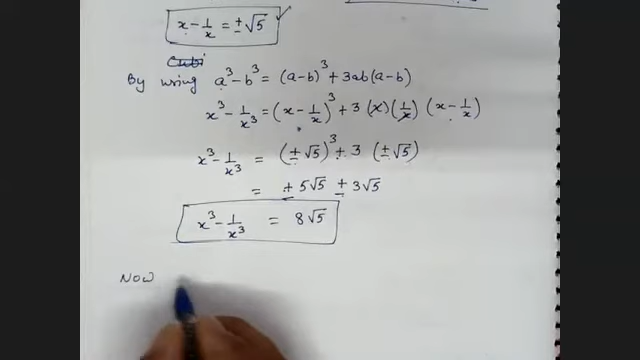 x - 1/x = ±√5 ✓
By using a³-b³ = (a-b)³ + 3ab(a-b)
x³ - 1/x³ = (x - 1/x)³ + 3 (x)(1/x) (x - 1/x)
x³ - 1/x³ = (±√5)³ + 3 (±√5)
= ± 5√5 ± 3√5
x³ - 1/x³ = 8√5
Now